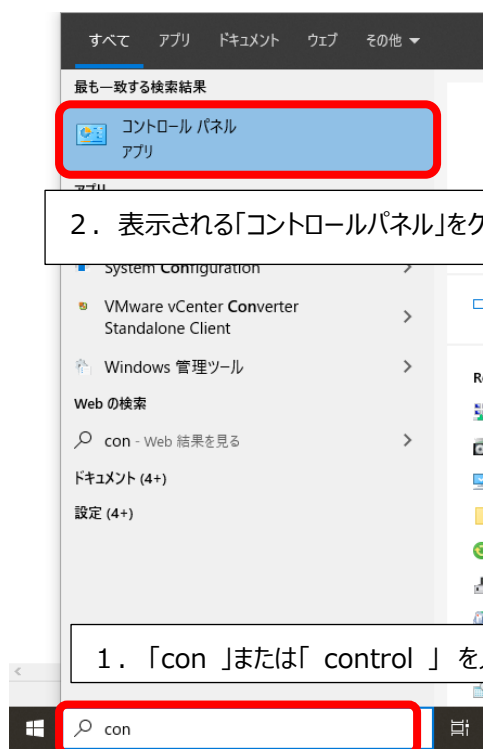 すべて アプリ ドキュメント ウェブ その他
最も一致する検索結果
コントロール パネル
アプリ
アプリ
2. 表示される「コントロールパネル」をク
System Configuration
VMware vCenter Converter
Standalone Client
Windows 管理ツール
Web の検索
con - Web 結果を見る
ドキュメント (4+)
設定 (4+)
1. 「con 」または「 control 」 を
con